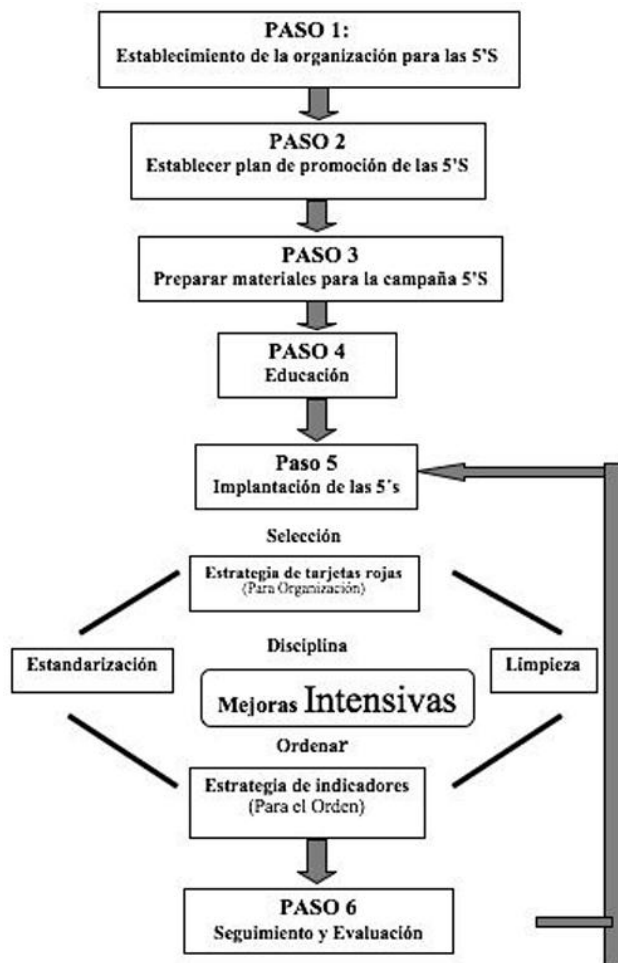 PASO 1:
Establecimiento de la organización para las 5'S
PASO 2
Establecer plan de promoción de las 5'S
PASO 3
Preparar materiales para la campaña 5'S
PASO 4
Educación
Paso 5
Implantación de las 5's
Selección
Estrategia de tarjetas rojas
(Para Organización)
Estandarización
Disciplina
Limpieza
Mejoras Intensivas
Ordenar
Estrategia de indicadores
(Para el Orden)
PASO 6
Seguimiento y Evaluación